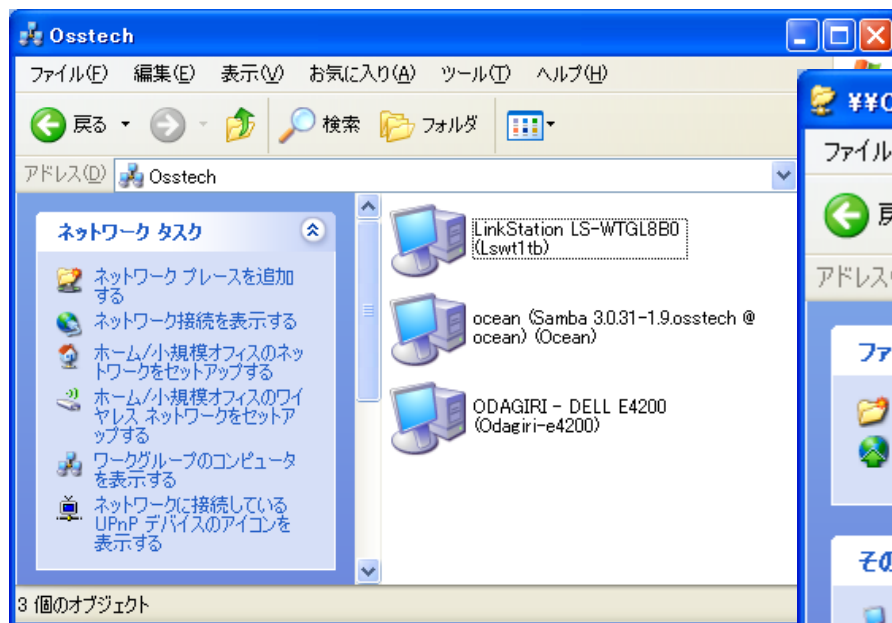 Osstech
ファイル(F) 編集(E) 表示(V) お気に入り(A) ツール(T) ヘルプ(H)
戻る 検索 フォルダ
アドレス(D) Osstech
ネットワーク タスク
ネットワーク プレースを追加
する
ネットワーク接続を表示する
ホーム/小規模オフィスのネッ
トワークをセットアップする
ホーム/小規模オフィスのワイ
ヤレス ネットワークをセットア
ップする
ワークグループのコンピュータ
を表示する
ネットワークに接続している
UPnP デバイスのアイコンを
表示する
LinkStation LS-WTGL8B0
(Lswt1tb)
ocean (Samba 3.0.31-1.9.osstech @
ocean) (Ocean)
ODAGIRI - DELL E4200
(Odagiri-e4200)
3 個のオブジェクト
¥¥O
ファイル
戻
アドレス
ファ
その